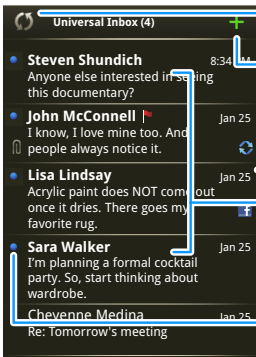 Universal Inbox (4)
Steven Shundich 8:34
Anyone else interested in seeing
this documentary?
John McConnell Jan 25
I know, I love mine too. And
people always notice it.
Lisa Lindsay Jan 25
Acrylic paint does NOT come out
once it dries. There goes my
favorite rug.
Sara Walker Jan 25
I'm planning a formal cocktail
party. So, start thinking about
wardrobe.
Cheyenne Medina Jan 25
Re: Tomorrow's meeting